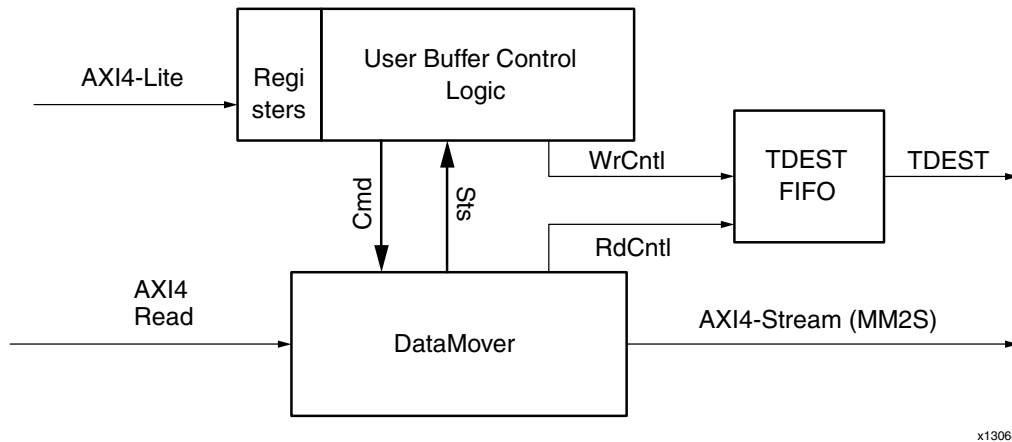 AXI4-Lite
Regi
sters
User Buffer Control
Logic
Cmd
Sts
WrCntl
RdCntl
TDEST
FIFO
TDEST
AXI4
Read
DataMover
AXI4-Stream (MM2S)
x1306